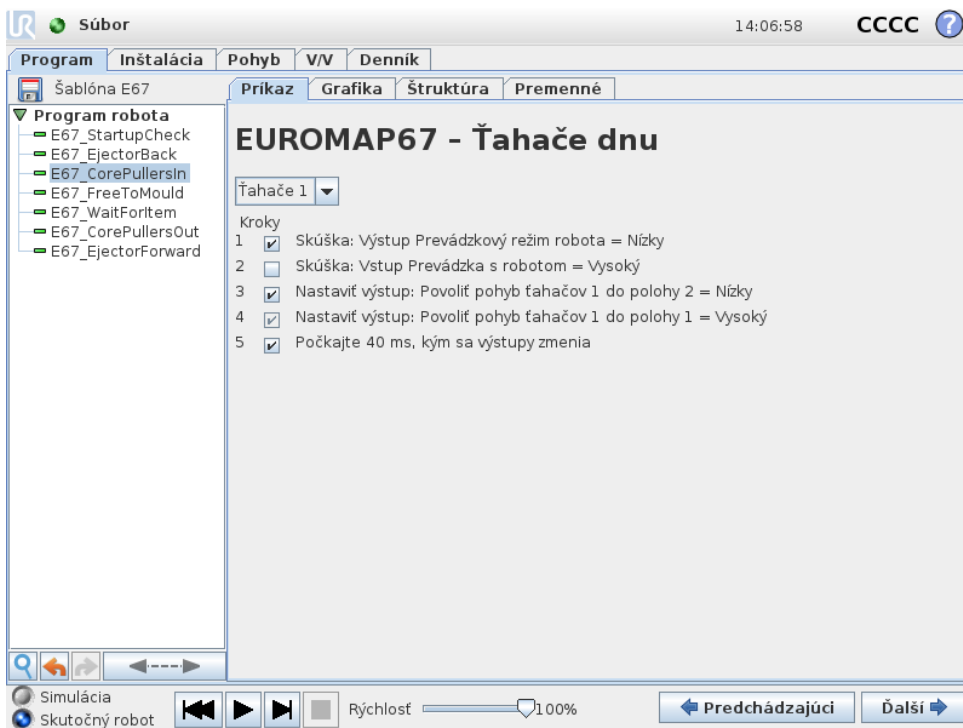 UR Súbor 14:06:58 CCCC ?
Program Inštalácia Pohyb V/V Denník
Šablóna E67 Príkaz Grafika Štruktúra Premenné
Program robota
E67_StartupCheck
E67_EjectorBack
E67_CorePullersIn
E67_FreeToMould
E67_WaitForItem
E67_CorePullersOut
E67_EjectorForward
EUROMAP67 - Ťahače dnu
Ťahače 1
Kroky
1 Skúška: Výstup Prevádzkový režim robota = Nízky
2 Skúška: Vstup Prevádzka s robotom = Vysoký
3 Nastaviť výstup: Povoliť pohyb ťahačov 1 do polohy 2 = Nízky
4 Nastaviť výstup: Povoliť pohyb ťahačov 1 do polohy 1 = Vysoký
5 Počkajte 40 ms, kým sa výstupy zmenia
Simulácia
Skutočný robot
Rýchlosť 100% Predchádzajúci Ďalší